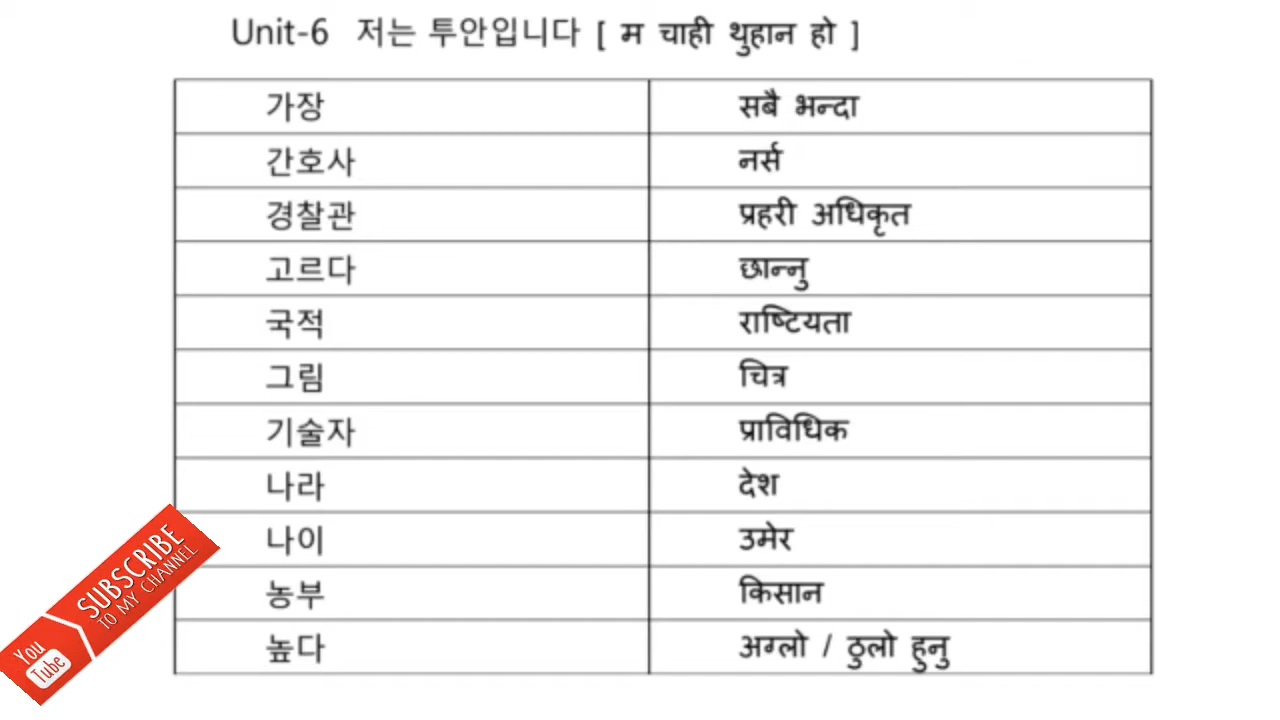 Unit-6 저는 투안입니다 [ म चाही थुहान हो ]
가장 सबै भन्दा
간호사 नर्स
경찰관 प्रहरी अधिकृत
고르다 छान्नु
국적 राष्टियता
그림 चित्र
기술자 प्राविधिक
나라 देश
나이 उमेर
농부 किसान
높다 अग्लो / ठुलो हुनु
SUBSCRIBE
TO MY CHANNEL
You
Tube